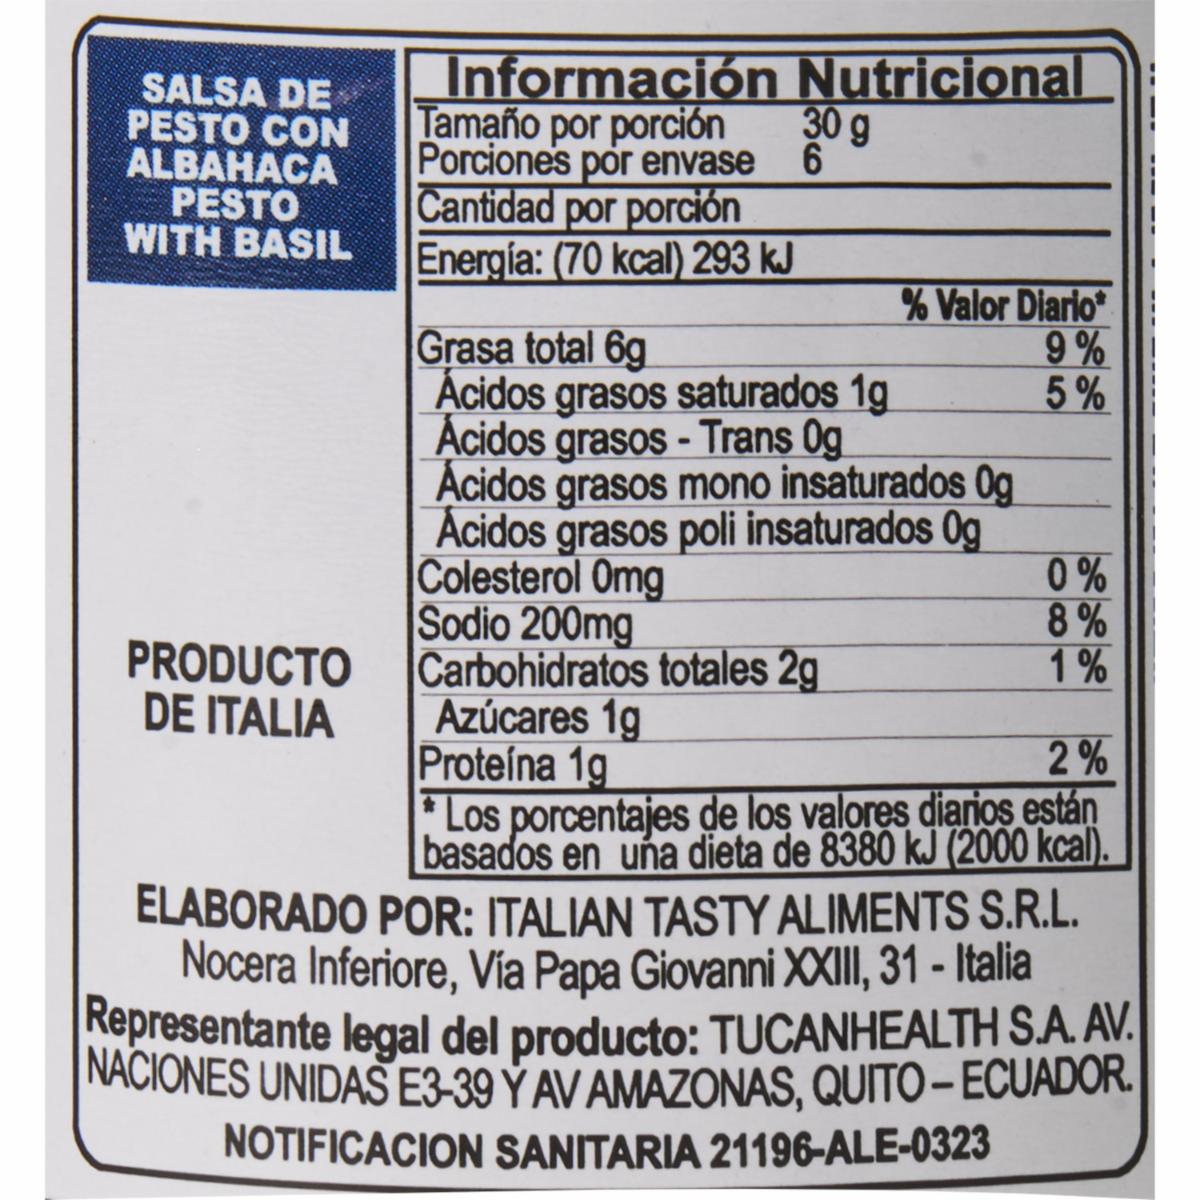 SALSA DE
PESTO CON
ALBAHACA
PESTO
WITH BASIL
Información Nutricional
Tamaño por porción 30 g
Porciones por envase 6
Cantidad por porción
Energía: (70 kcal) 293 kJ
% Valor Diario*
Grasa total 6g 9 %
Ácidos grasos saturados 1g 5 %
Ácidos grasos - Trans 0g
Ácidos grasos mono insaturados 0g
Ácidos grasos poli insaturados 0g
Colesterol 0mg 0 %
Sodio 200mg 8 %
Carbohidratos totales 2g 1 %
Azúcares 1g
Proteína 1g 2 %
* Los porcentajes de los valores diarios están
basados en una dieta de 8380 kJ (2000 kcal).
PRODUCTO
DE ITALIA
ELABORADO POR: ITALIAN TASTY ALIMENTS S.R.L.
Nocera Inferiore, Vía Papa Giovanni XXIII, 31 - Italia
Representante legal del producto: TUCANHEALTH S.A. AV.
NACIONES UNIDAS E3-39 Y AV AMAZONAS, QUITO – ECUADOR.
NOTIFICACION SANITARIA 21196-ALE-0323